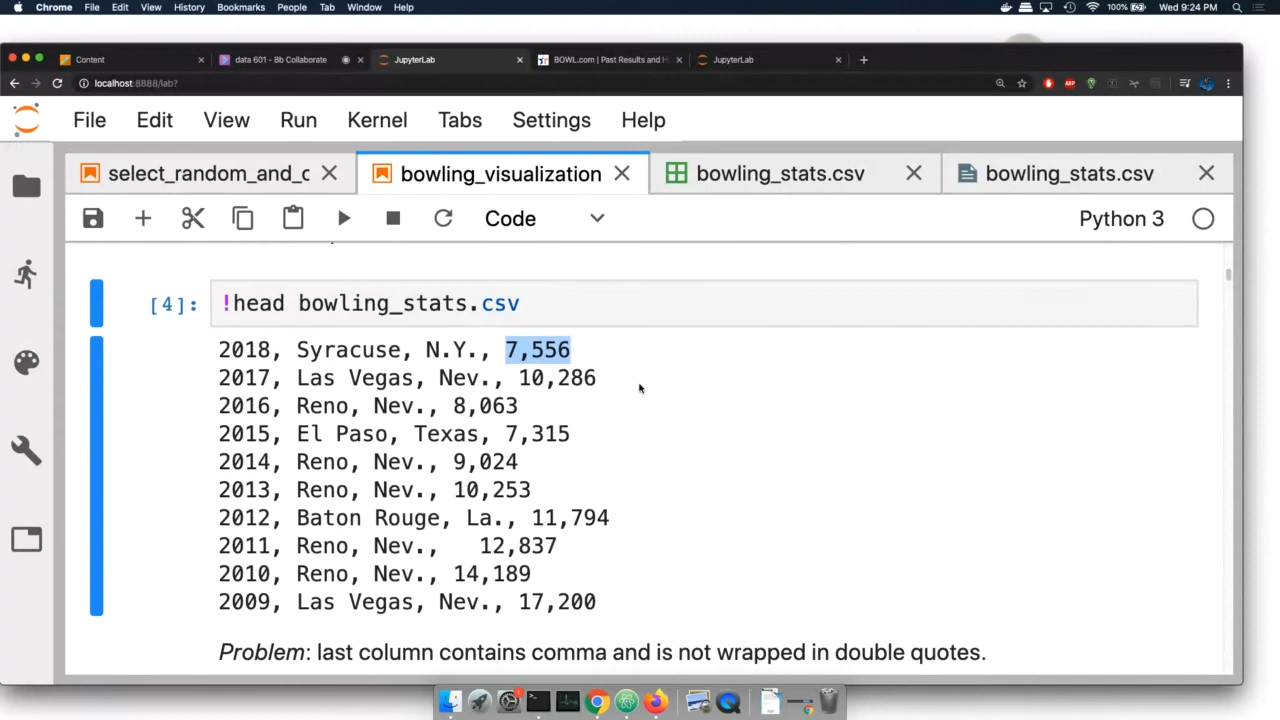 Chrome File Edit View History Bookmarks People Tab Window Help 100% Wed 9:24 PM
Content data 601 - Bb Collaborate JupyterLab BOWL.com | Past Results and H JupyterLab
localhost:8888/lab?
File Edit View Run Kernel Tabs Settings Help
select_random_and_c bowling_visualization bowling_stats.csv bowling_stats.csv
Code Python 3
[4]: !head bowling_stats.csv
2018, Syracuse, N.Y., 7,556
2017, Las Vegas, Nev., 10,286
2016, Reno, Nev., 8,063
2015, El Paso, Texas, 7,315
2014, Reno, Nev., 9,024
2013, Reno, Nev., 10,253
2012, Baton Rouge, La., 11,794
2011, Reno, Nev.,   12,837
2010, Reno, Nev., 14,189
2009, Las Vegas, Nev., 17,200
Problem: last column contains comma and is not wrapped in double quotes.